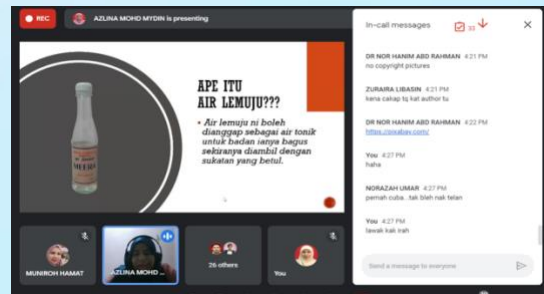 REC
AZLINA MOHD MYDIN is presenting
APE ITU
AIR LEMUJU???
• Air lemuju ni boleh
dianggap sebagai air tonik
untuk badan ianya bagus
sekiranya diambil dengan
sukatan yang betul.
MUNIROH HAMAT
AZLINA MOHD ...
26 others
You
In-call messages
33
DR NOR HANIM ABD RAHMAN 4:21 PM
no copyright pictures
ZURAIRA LIBASIN 4:21 PM
kena cakap tq kat author tu
DR NOR HANIM ABD RAHMAN 4:22 PM
https://pixabay.com/
You 4:27 PM
haha
NORAZAH UMAR 4:27 PM
pernah cuba...tak bleh nak telan
You 4:27 PM
lawak kak irah
Send a message to everyone